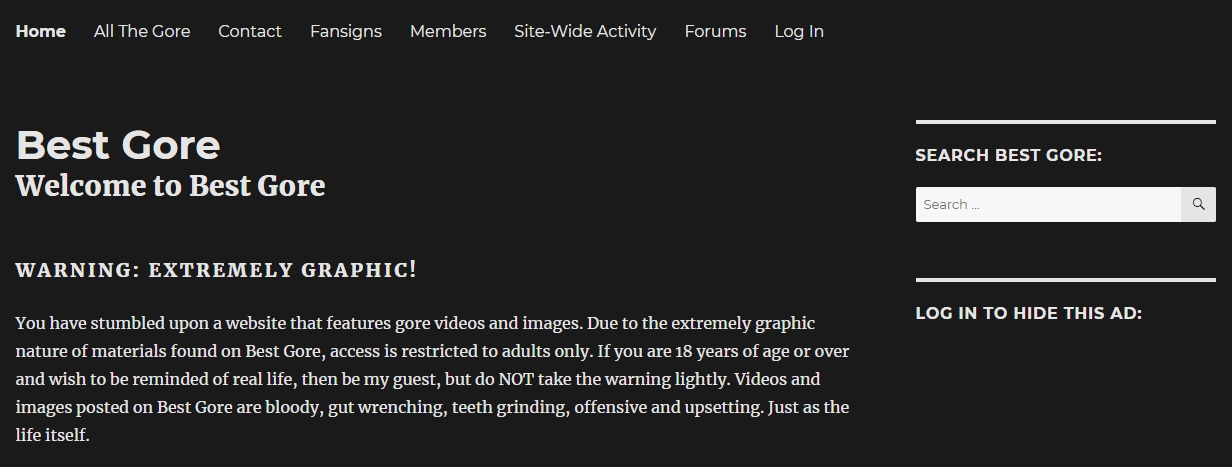 Home All The Gore Contact Fansigns Members Site-Wide Activity Forums Log In
Best Gore
Welcome to Best Gore
WARNING: EXTREMELY GRAPHIC!
You have stumbled upon a website that features gore videos and images. Due to the extremely graphic
nature of materials found on Best Gore, access is restricted to adults only. If you are 18 years of age or over
and wish to be reminded of real life, then be my guest, but do NOT take the warning lightly. Videos and
images posted on Best Gore are bloody, gut wrenching, teeth grinding, offensive and upsetting. Just as the
life itself.
SEARCH BEST GORE:
Search ...
LOG IN TO HIDE THIS AD: